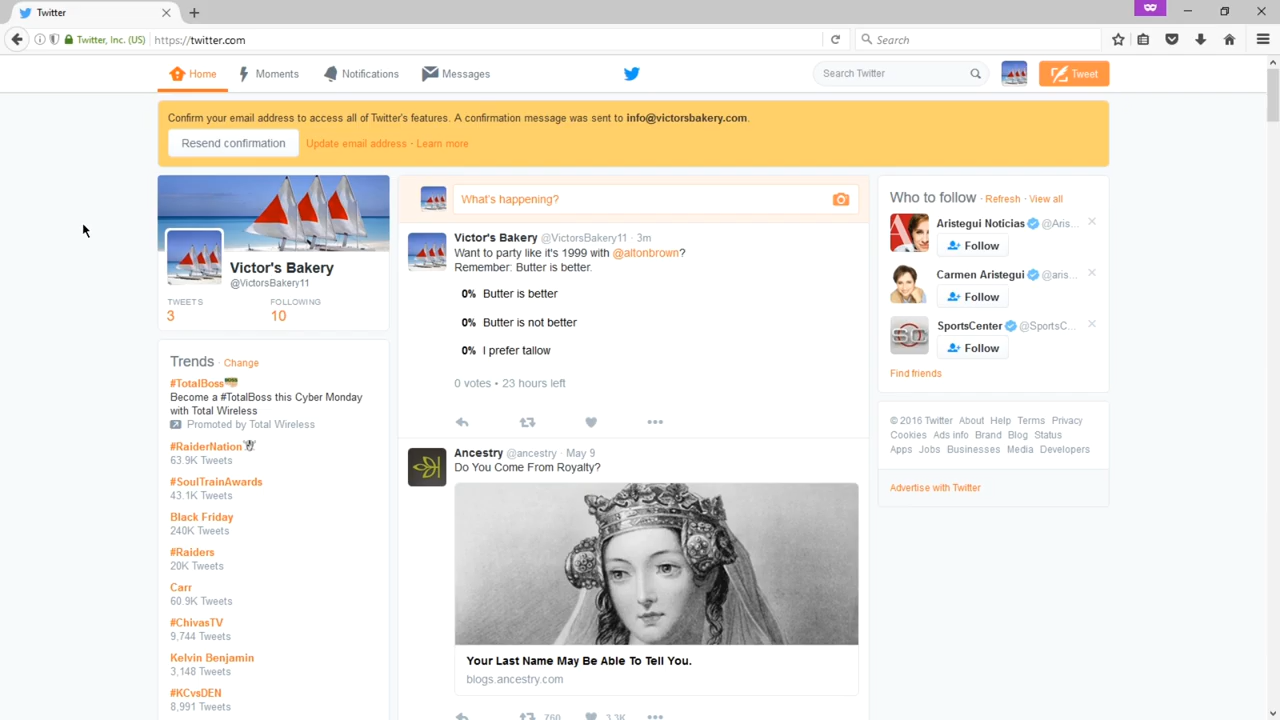 Twitter
Twitter, Inc. (US)
https://twitter.com
Search
Home
Moments
Notifications
Messages
Search Twitter
Tweet
Confirm your email address to access all of Twitter's features. A confirmation message was sent to info@victorsbakery.com.
Resend confirmation
Update email address · Learn more
Victor's Bakery
@VictorsBakery11
TWEETS
3
FOLLOWING
10
Trends · Change
#TotalBoss
Become a #TotalBoss this Cyber Monday
with Total Wireless
Promoted by Total Wireless
#RaiderNation
63.9K Tweets
#SoulTrainAwards
43.1K Tweets
Black Friday
240K Tweets
#Raiders
20K Tweets
Carr
60.9K Tweets
#ChivasTV
9,744 Tweets
Kelvin Benjamin
3,148 Tweets
#KCvsDEN
8,991 Tweets
What's happening?
Victor's Bakery @VictorsBakery11 · 3m
Want to party like it's 1999 with @altonbrown?
Remember: Butter is better.
0% Butter is better
0% Butter is not better
0% I prefer tallow
0 votes • 23 hours left
Ancestry @ancestry · May 9
Do You Come From Royalty?
Your Last Name May Be Able To Tell You.
blogs.ancestry.com
760
3.3K
Who to follow · Refresh · View all
Aristegui Noticias @Aris...
Follow
Carmen Aristegui @aris...
Follow
SportsCenter @SportsC...
Follow
Find friends
© 2016 Twitter About Help Terms Privacy
Cookies Ads info Brand Blog Status
Apps Jobs Businesses Media Developers
Advertise with Twitter